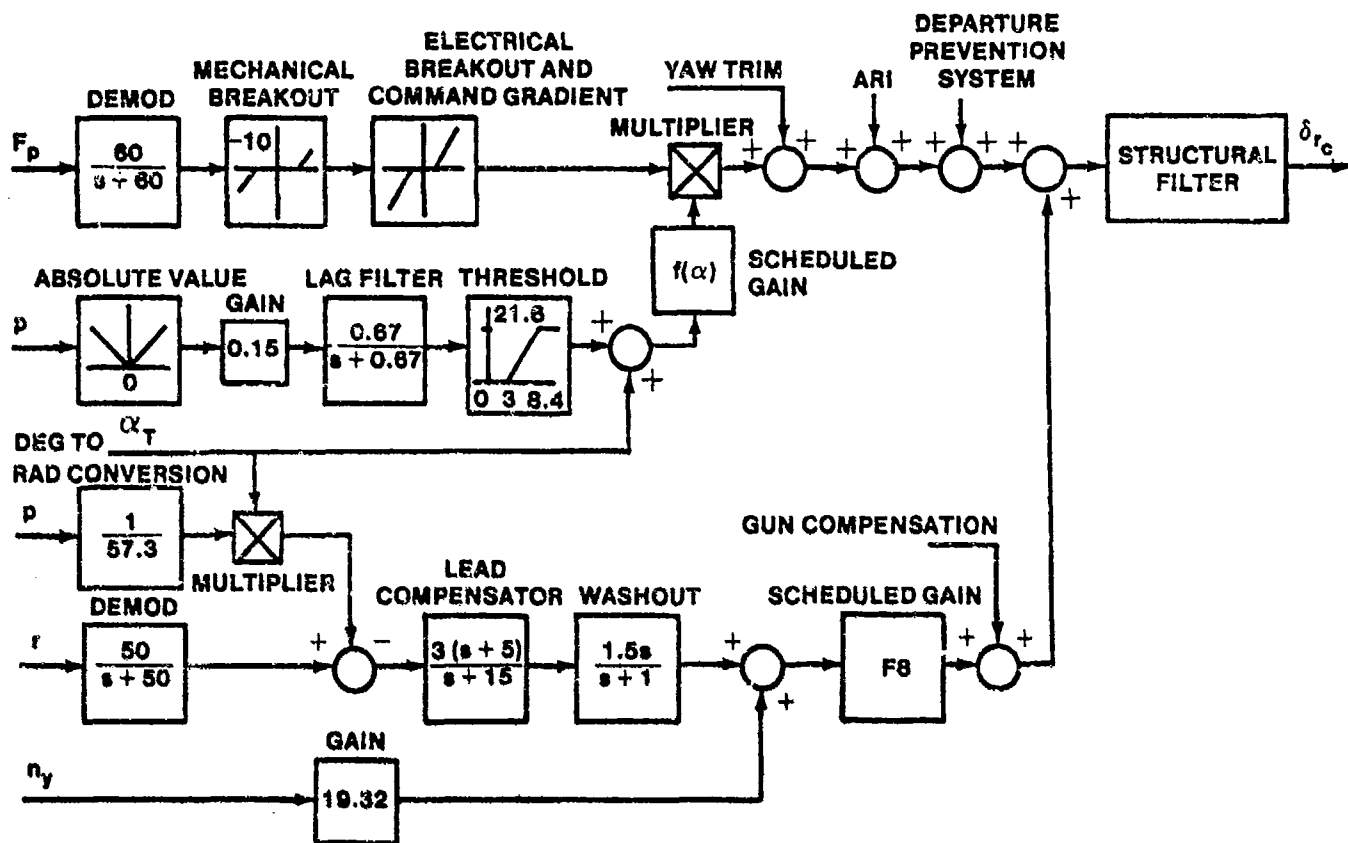 DEPARTURE
PREVENTION
SYSTEM
ELECTRICAL
BREAKOUT AND
COMMAND GRADIENT
MECHANICAL
BREAKOUT
DEMOD
YAW TRIM
ARI
MULTIPLIER
F_p
60
s + 60
-10
+ +
+ +
+ +
+ +
STRUCTURAL
FILTER
δ_rc
f(α)
SCHEDULED
GAIN
ABSOLUTE VALUE
GAIN
LAG FILTER
THRESHOLD
p
0
0.15
0.67
s + 0.67
21.6
0 3 8.4
+
+
α_T
DEG TO
RAD CONVERSION
p
1
57.3
MULTIPLIER
GUN COMPENSATION
DEMOD
LEAD
COMPENSATOR
WASHOUT
SCHEDULED GAIN
r
50
s + 50
+ −
3 (s + 5)
s + 15
1.5s
s + 1
+
+
F8
+ +
GAIN
n_y
19.32